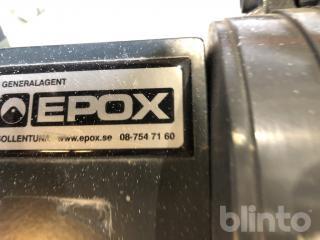 GENERALAGENT
EPOX
SOLLENTUNA www.epox.se 08-754 71 60
blinto